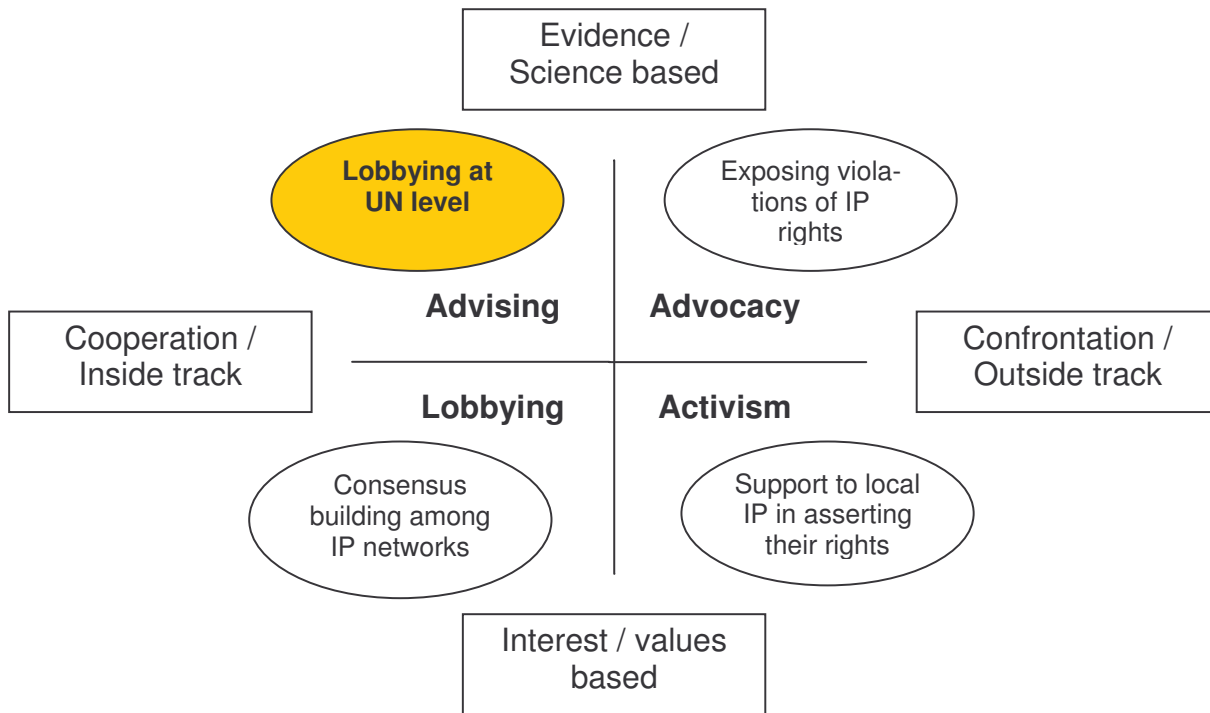 Evidence /
Science based
Lobbying at
UN level
Exposing viola-
tions of IP
rights
Advising
Advocacy
Cooperation /
Inside track
Confrontation /
Outside track
Lobbying
Activism
Consensus
building among
IP networks
Support to local
IP in asserting
their rights
Interest / values
based